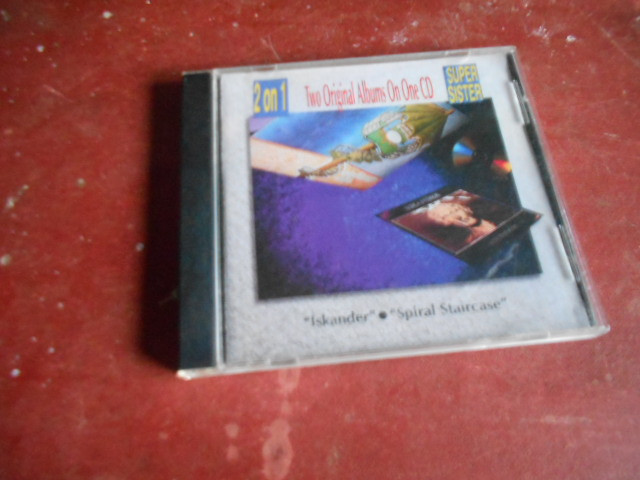 2 on 1
Two Original Albums On One CD
SUPER
SISTER
"Iskander" ● "Spiral Staircase"